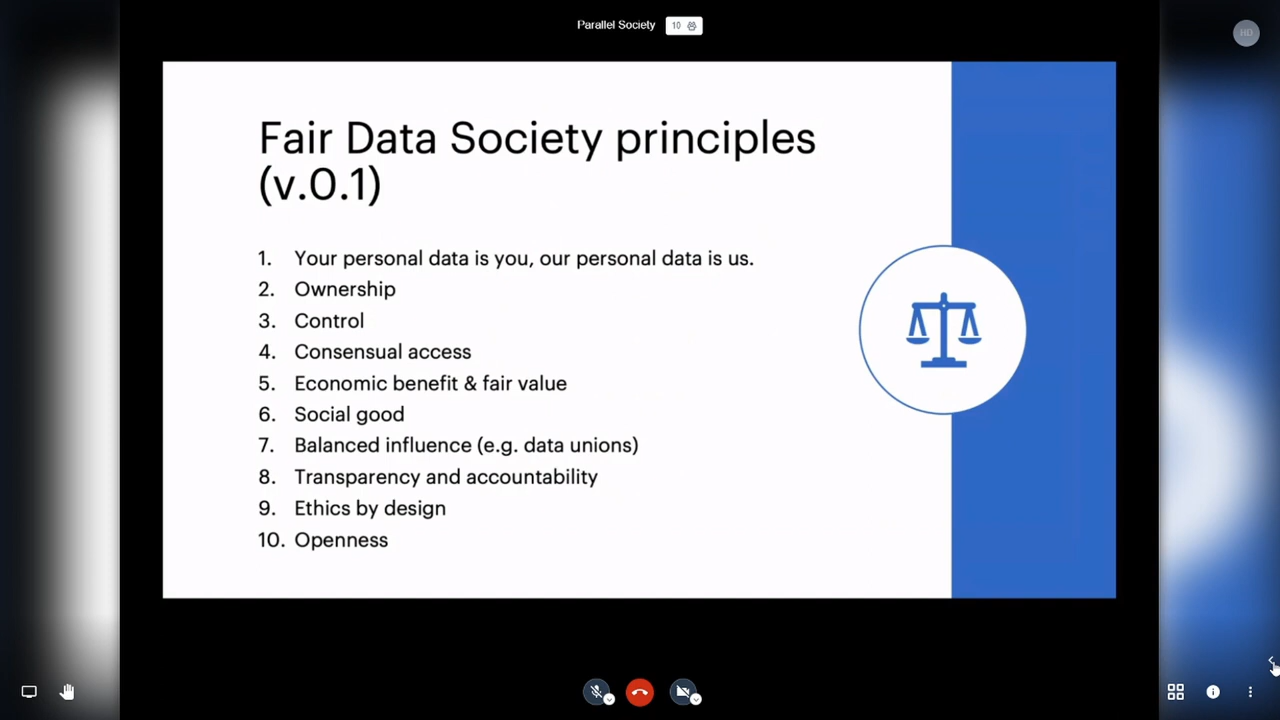 Parallel Society 10
HD
Fair Data Society principles
(v.0.1)
1. Your personal data is you, our personal data is us.
2. Ownership
3. Control
4. Consensual access
5. Economic benefit & fair value
6. Social good
7. Balanced influence (e.g. data unions)
8. Transparency and accountability
9. Ethics by design
10. Openness